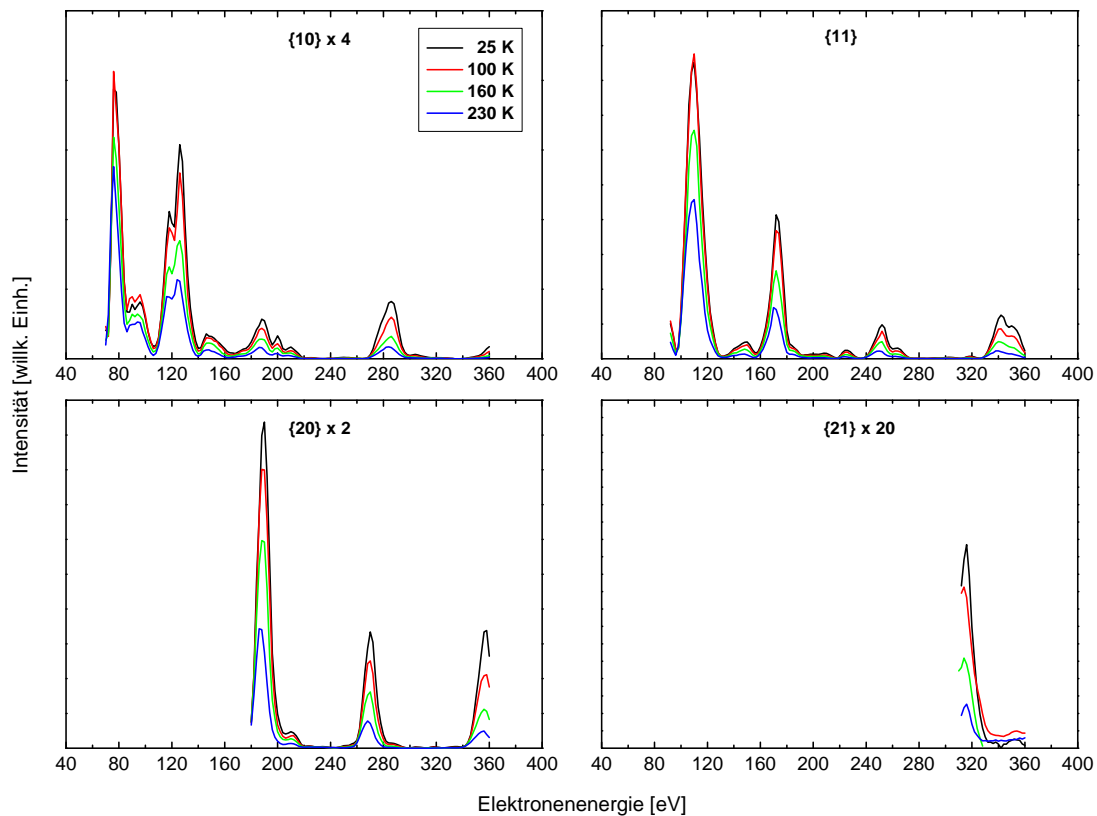 {10} x 4
25 K
100 K
160 K
230 K
{11}
40 80 120 160 200 240 280 320 360 400
40 80 120 160 200 240 280 320 360 400
{20} x 2
{21} x 20
40 80 120 160 200 240 280 320 360 400
40 80 120 160 200 240 280 320 360 400
Intensität [willk. Einh.]
Elektronenenergie [eV]